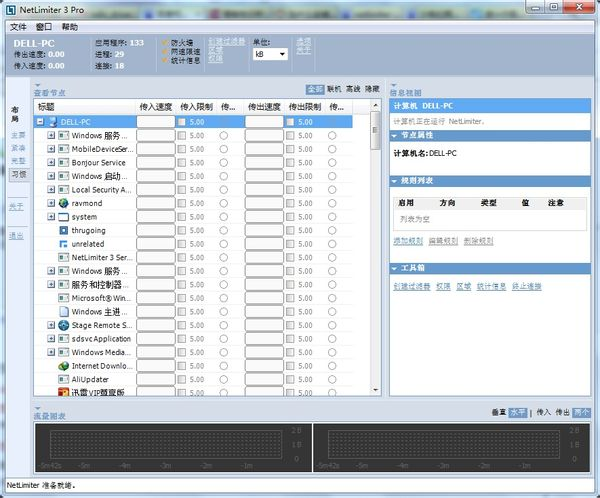 NetLimiter 3 Pro
文件 窗口 帮助
DELL-PC
传出速度: 0.00
传入速度: 0.00
应用程序: 133
进程: 29
连接: 18
防火墙
网速限速
统计信息
创建过滤器
区域
权限
单位:
kB
选项
关于
布局
主要
紧凑
完整
习惯
关于
退出
查看节点
全部 联机 离线 隐藏
标题 传入速度 传入限制 传... 传出速度 传出限制 传...
DELL-PC 5.00 5.00
Windows 服务 ... 5.00 5.00
MobileDeviceSer... 5.00 5.00
Bonjour Service 5.00 5.00
Windows 启动 ... 5.00 5.00
Local Security A... 5.00 5.00
ravmond 5.00 5.00
system 5.00 5.00
thrugoing 5.00 5.00
unrelated 5.00 5.00
NetLimiter 3 Ser... 5.00 5.00
Windows 服务 ... 5.00 5.00
服务和控制器... 5.00 5.00
Microsoft® Win... 5.00 5.00
Windows 主进 ... 5.00 5.00
Stage Remote S... 5.00 5.00
sdsvcApplication 5.00 5.00
Windows Media... 5.00 5.00
Internet Downlo... 5.00 5.00
AliUpdater 5.00 5.00
迅雷VIP尊享版 5.00 5.00
信息视图
计算机 DELL-PC
计算机正在运行 NetLimiter.
节点属性
计算机名:DELL-PC
规则列表
启用 方向 类型 值 注意
列表为空
添加规则 编辑规则 删除规则
工具箱
创建过滤器 权限 区域 统计信息 终止连接
流量图表
垂直 水平 | 传入 传出 两个
2 B
1
0
-5m42s -5m -4m -3m -2m -1m
2 B
1
0
-5m42s -5m -4m -3m -2m -1m
NetLimiter 准备就绪。